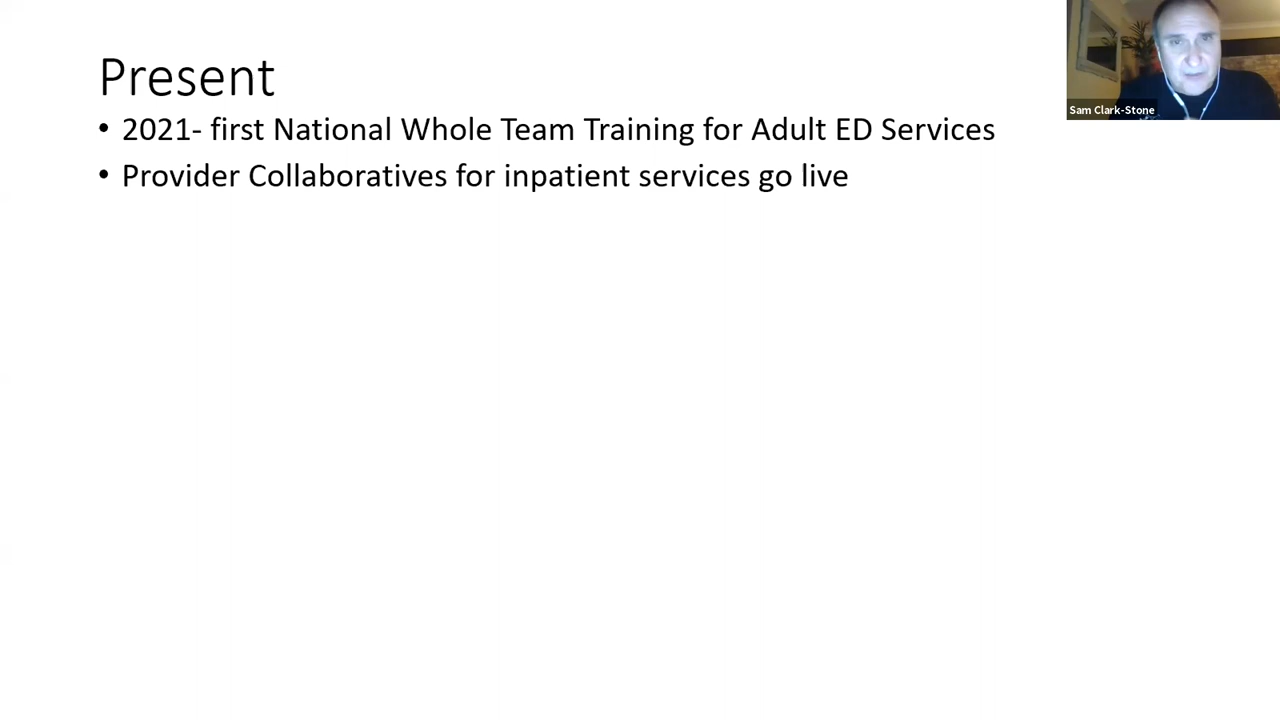 Present
• 2021- first National Whole Team Training for Adult ED Services
• Provider Collaboratives for inpatient services go live
Sam Clark-Stone